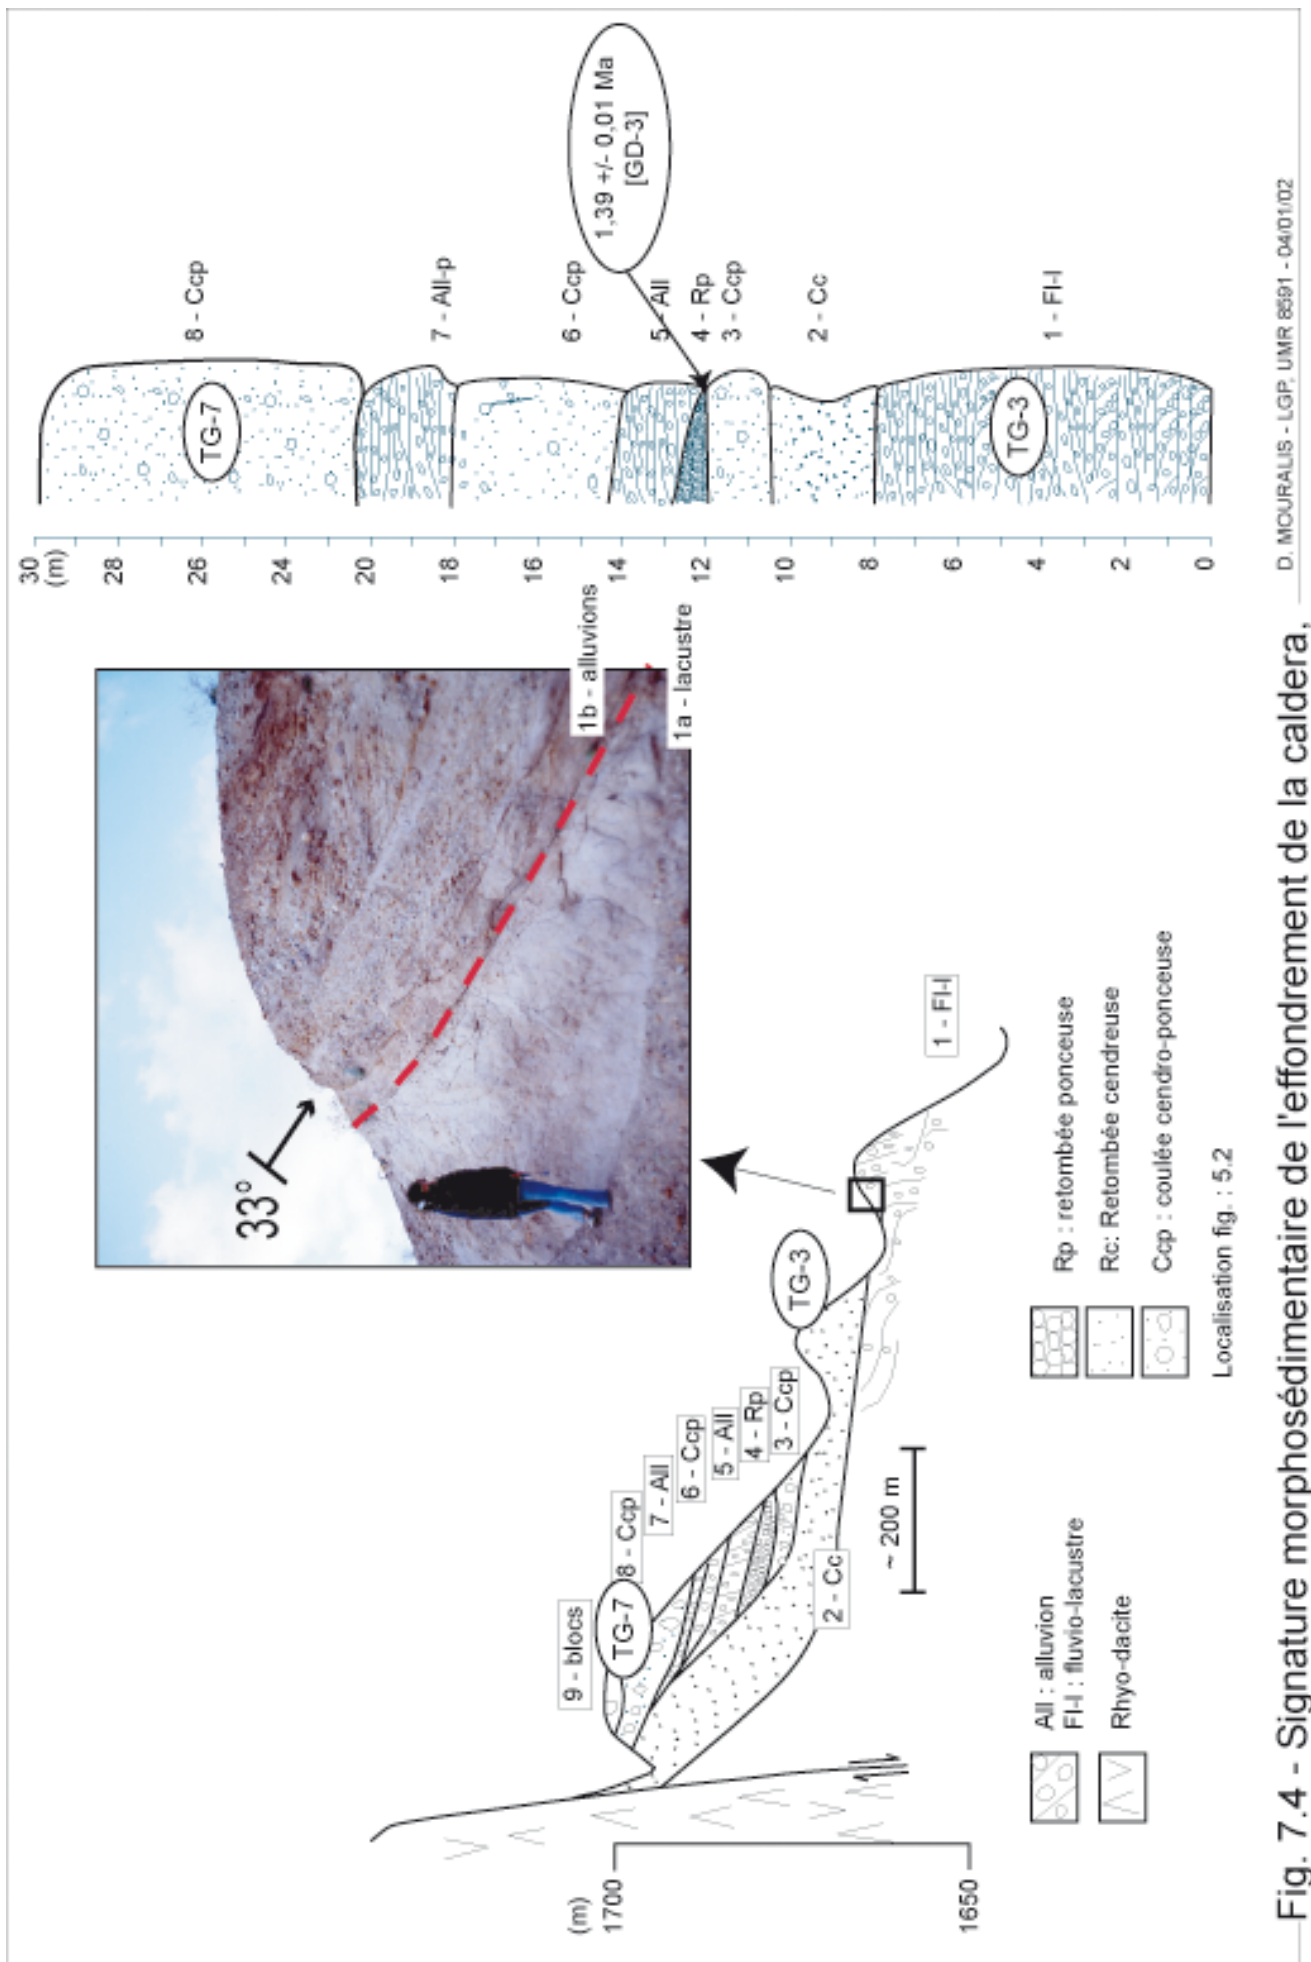 33°
1b - alluvions
1a - lacustre
30
(m)
28
26
24
22
20
18
16
14
12
10
8
6
4
2
0
TG-7
TG-3
8 - Ccp
7 - All-p
6 - Ccp
5 - All
4 - Rp
3 - Ccp
2 - Cc
1 - Fl-l
1,39 +/- 0,01 Ma
[GD-3]
(m)
1700
1650
9 - blocs
TG-7
8 - Ccp
7 - All
6 - Ccp
5 - All
4 - Rp
3 - Ccp
TG-3
2 - Cc
1 - Fl-l
~ 200 m
All : alluvion
Fl-l : fluvio-lacustre
Rhyo-dacite
Rp : retombée ponceuse
Rc: Retombée cendreuse
Ccp : coulée cendro-ponceuse
Localisation fig. : 5.2
D. MOURALIS - LGP, UMR 8591 - 04/01/02
Fig. 7.4 - Signature morphosédimentaire de l'effondrement de la caldera,